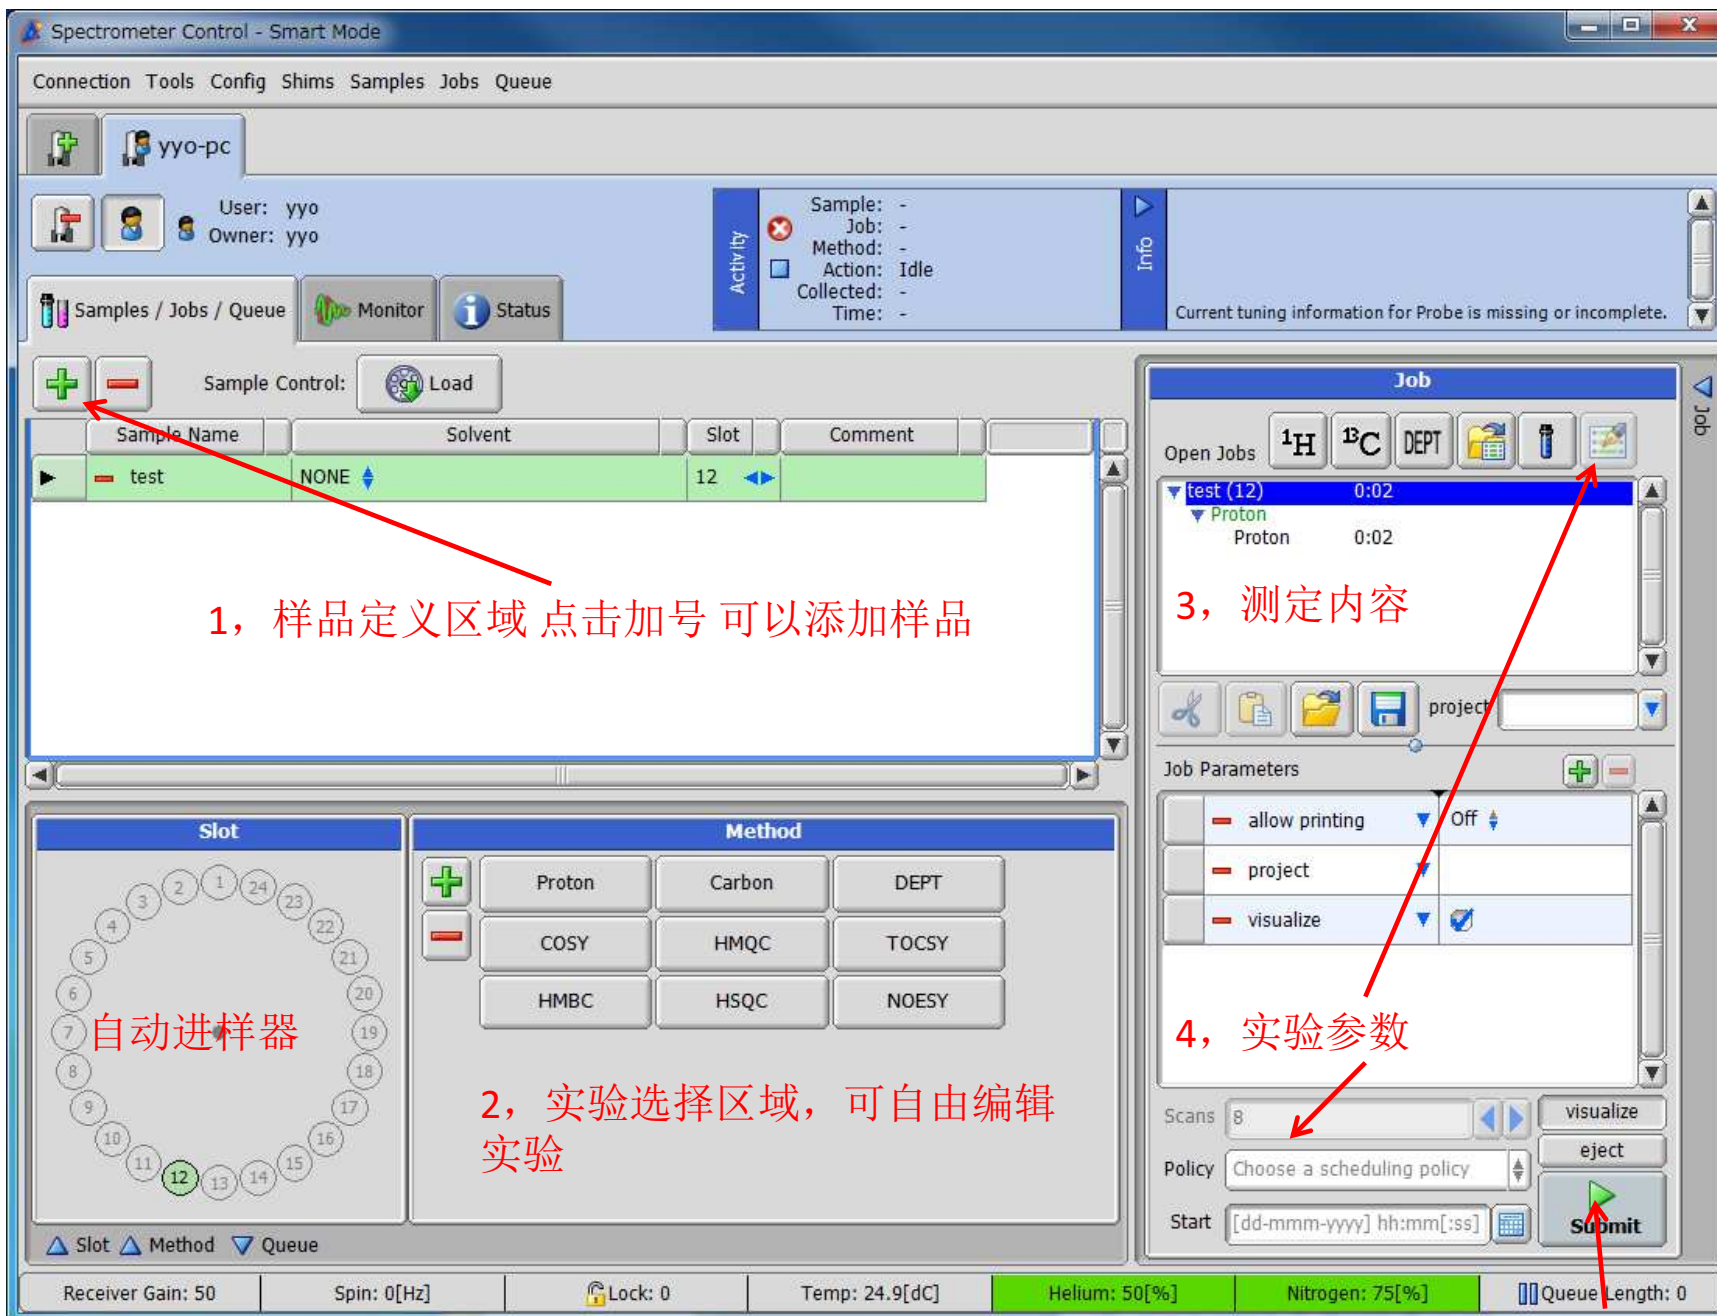 Spectrometer Control - Smart Mode
Connection Tools Config Shims Samples Jobs Queue
yyo-pc
User: yyo
Owner: yyo
Activity
Sample: -
Job: -
Method: -
Action: Idle
Collected: -
Time: -
Info
Current tuning information for Probe is missing or incomplete.
Samples / Jobs / Queue
Monitor
Status
Sample Control:
Load
Sample Name Solvent Slot Comment
test NONE 12
1，样品定义区域 点击加号 可以添加样品
Job
Job
Open Jobs 1H 13C DEPT
test (12) 0:02
Proton
Proton 0:02
3，测定内容
project
Job Parameters
allow printing Off
project
visualize
4，实验参数
Scans 8
visualize
eject
Policy Choose a scheduling policy
Start [dd-mmm-yyyy] hh:mm[:ss]
Submit
Slot
1 2 3 4 5 6 7 8 9 10 11 12 13 14 15 16 17 18 19 20 21 22 23 24
自动进样器
Method
Proton Carbon DEPT
COSY HMQC TOCSY
HMBC HSQC NOESY
2，实验选择区域，可自由编辑
实验
Slot Method Queue
Receiver Gain: 50 Spin: 0[Hz] Lock: 0 Temp: 24.9[dC] Helium: 50[%] Nitrogen: 75[%] Queue Length: 0